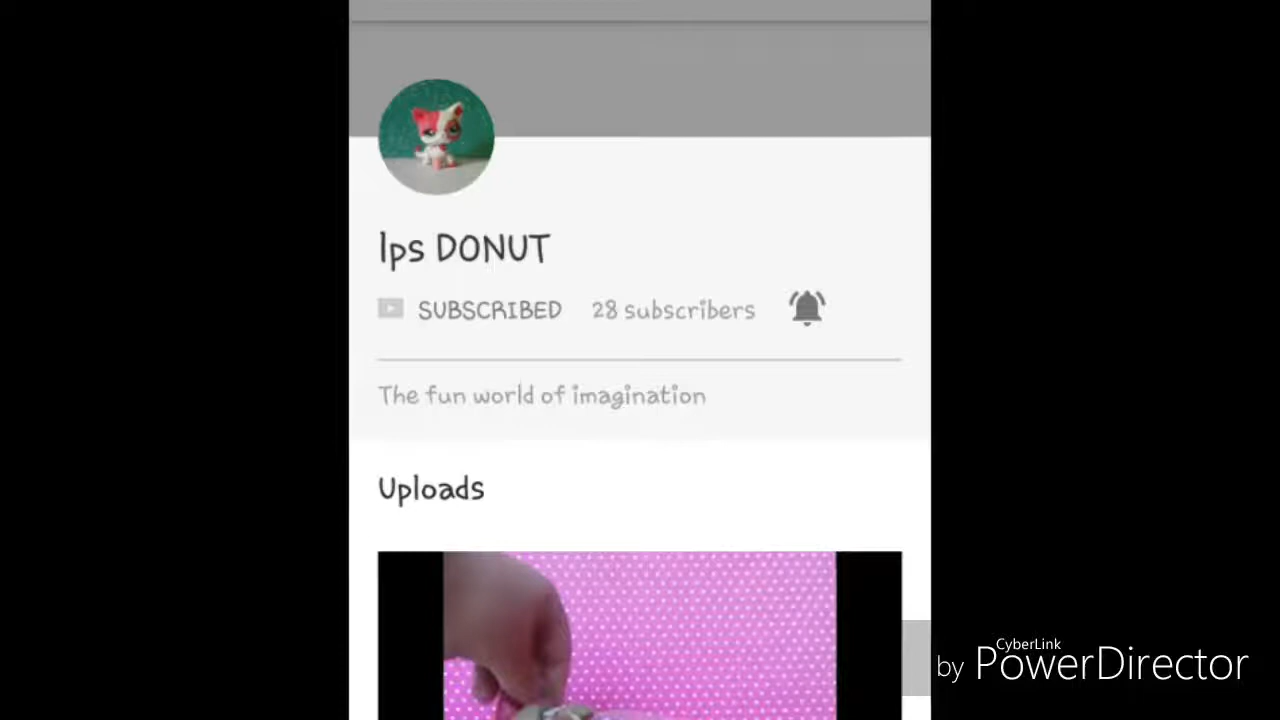 lps DONUT
SUBSCRIBED 28 subscribers
The fun world of imagination
Uploads
CyberLink
by PowerDirector